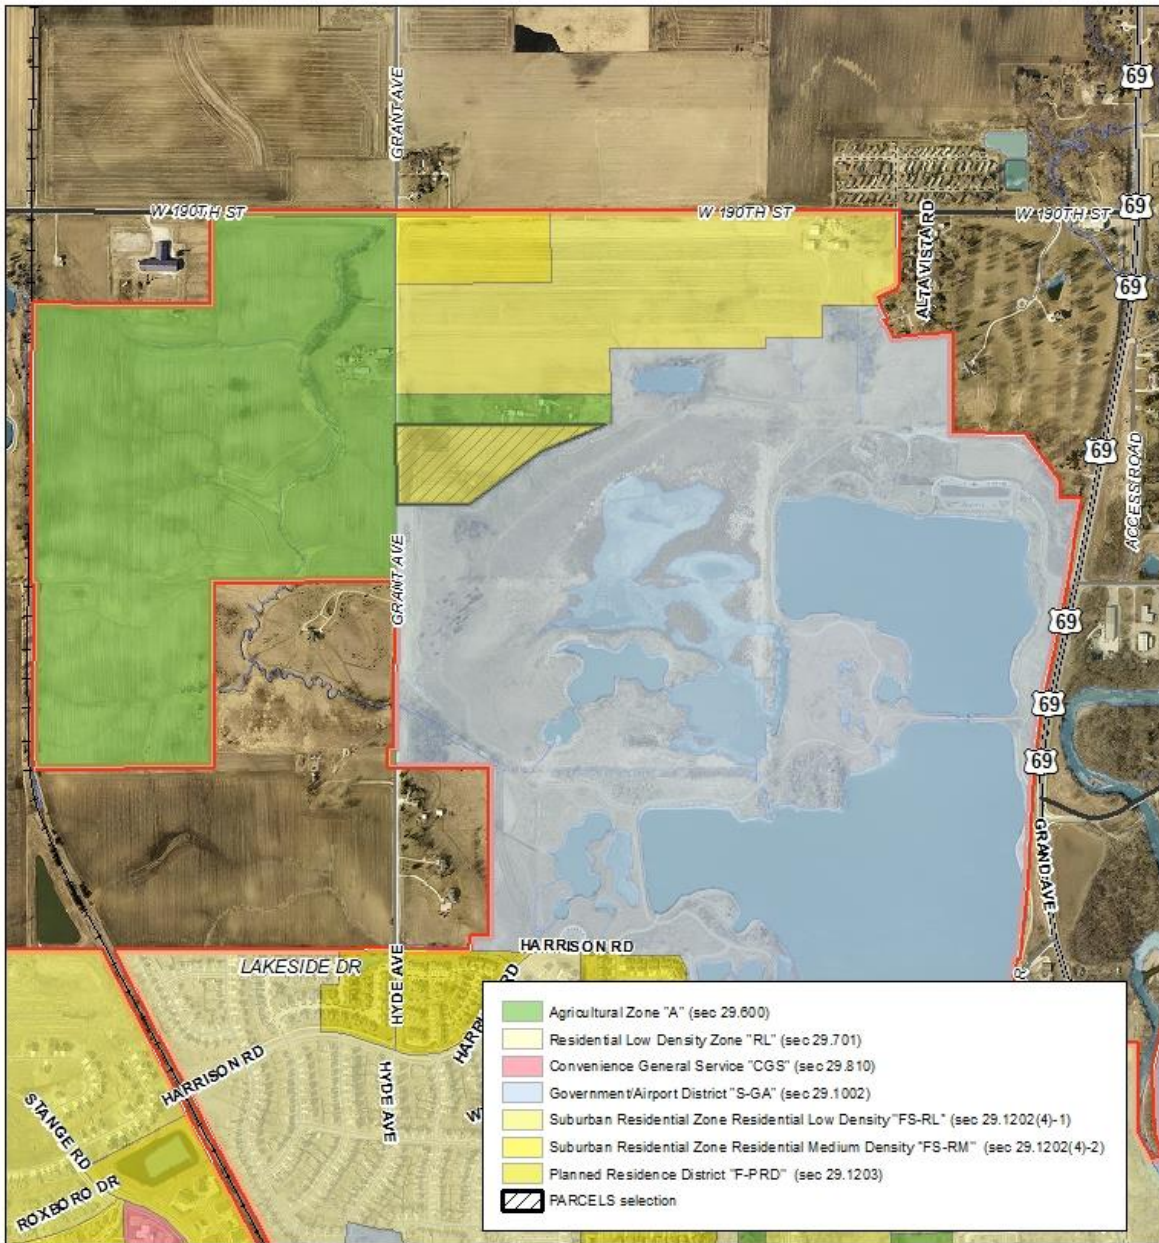 69
GRANT AVE
69
W 190TH ST
W 190TH ST
W 190TH ST
ALTA VISTA RD
69
69
ACCESS ROAD
GRANT AVE
69
69
69
GRAND AVE
HARRISON RD
LAKESIDE DR
HYDE AVE
HARRISON RD
HYDE AVE
STANGE RD
ROXBORO DR
Agricultural Zone "A" (sec 29.600)
Residential Low Density Zone "RL" (sec 29.701)
Convenience General Service "CGS" (sec 29.810)
Government/Airport District "S-GA" (sec 29.1002)
Suburban Residential Zone Residential Low Density "FS-RL" (sec 29.1202(4)-1)
Suburban Residential Zone Residential Medium Density "FS-RM" (sec 29.1202(4)-2)
Planned Residence District "F-PRD" (sec 29.1203)
PARCELS selection